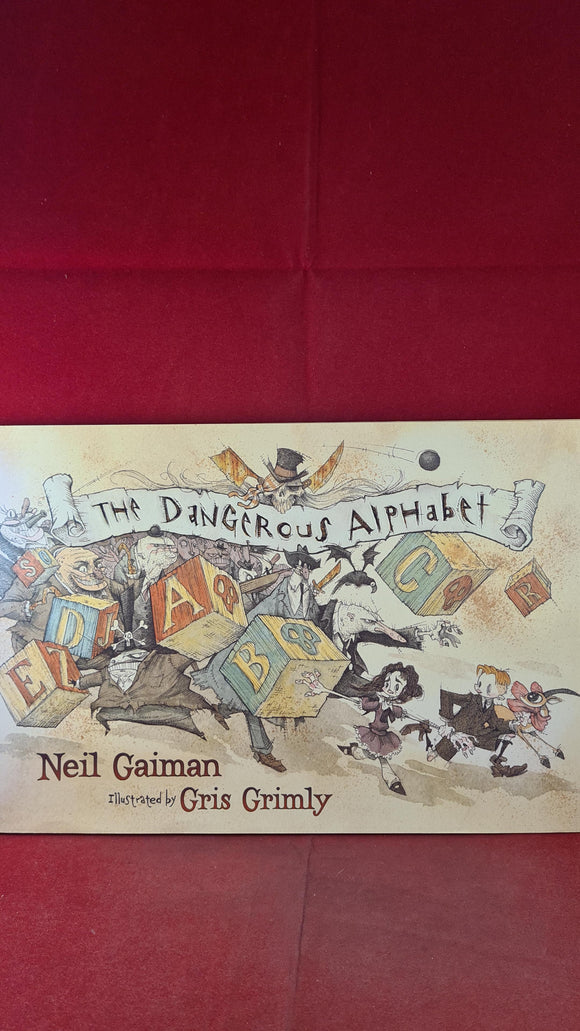 The Dangerous Alphabet
S
D J A C R
E Z B
Neil Gaiman
Illustrated by Gris Grimly